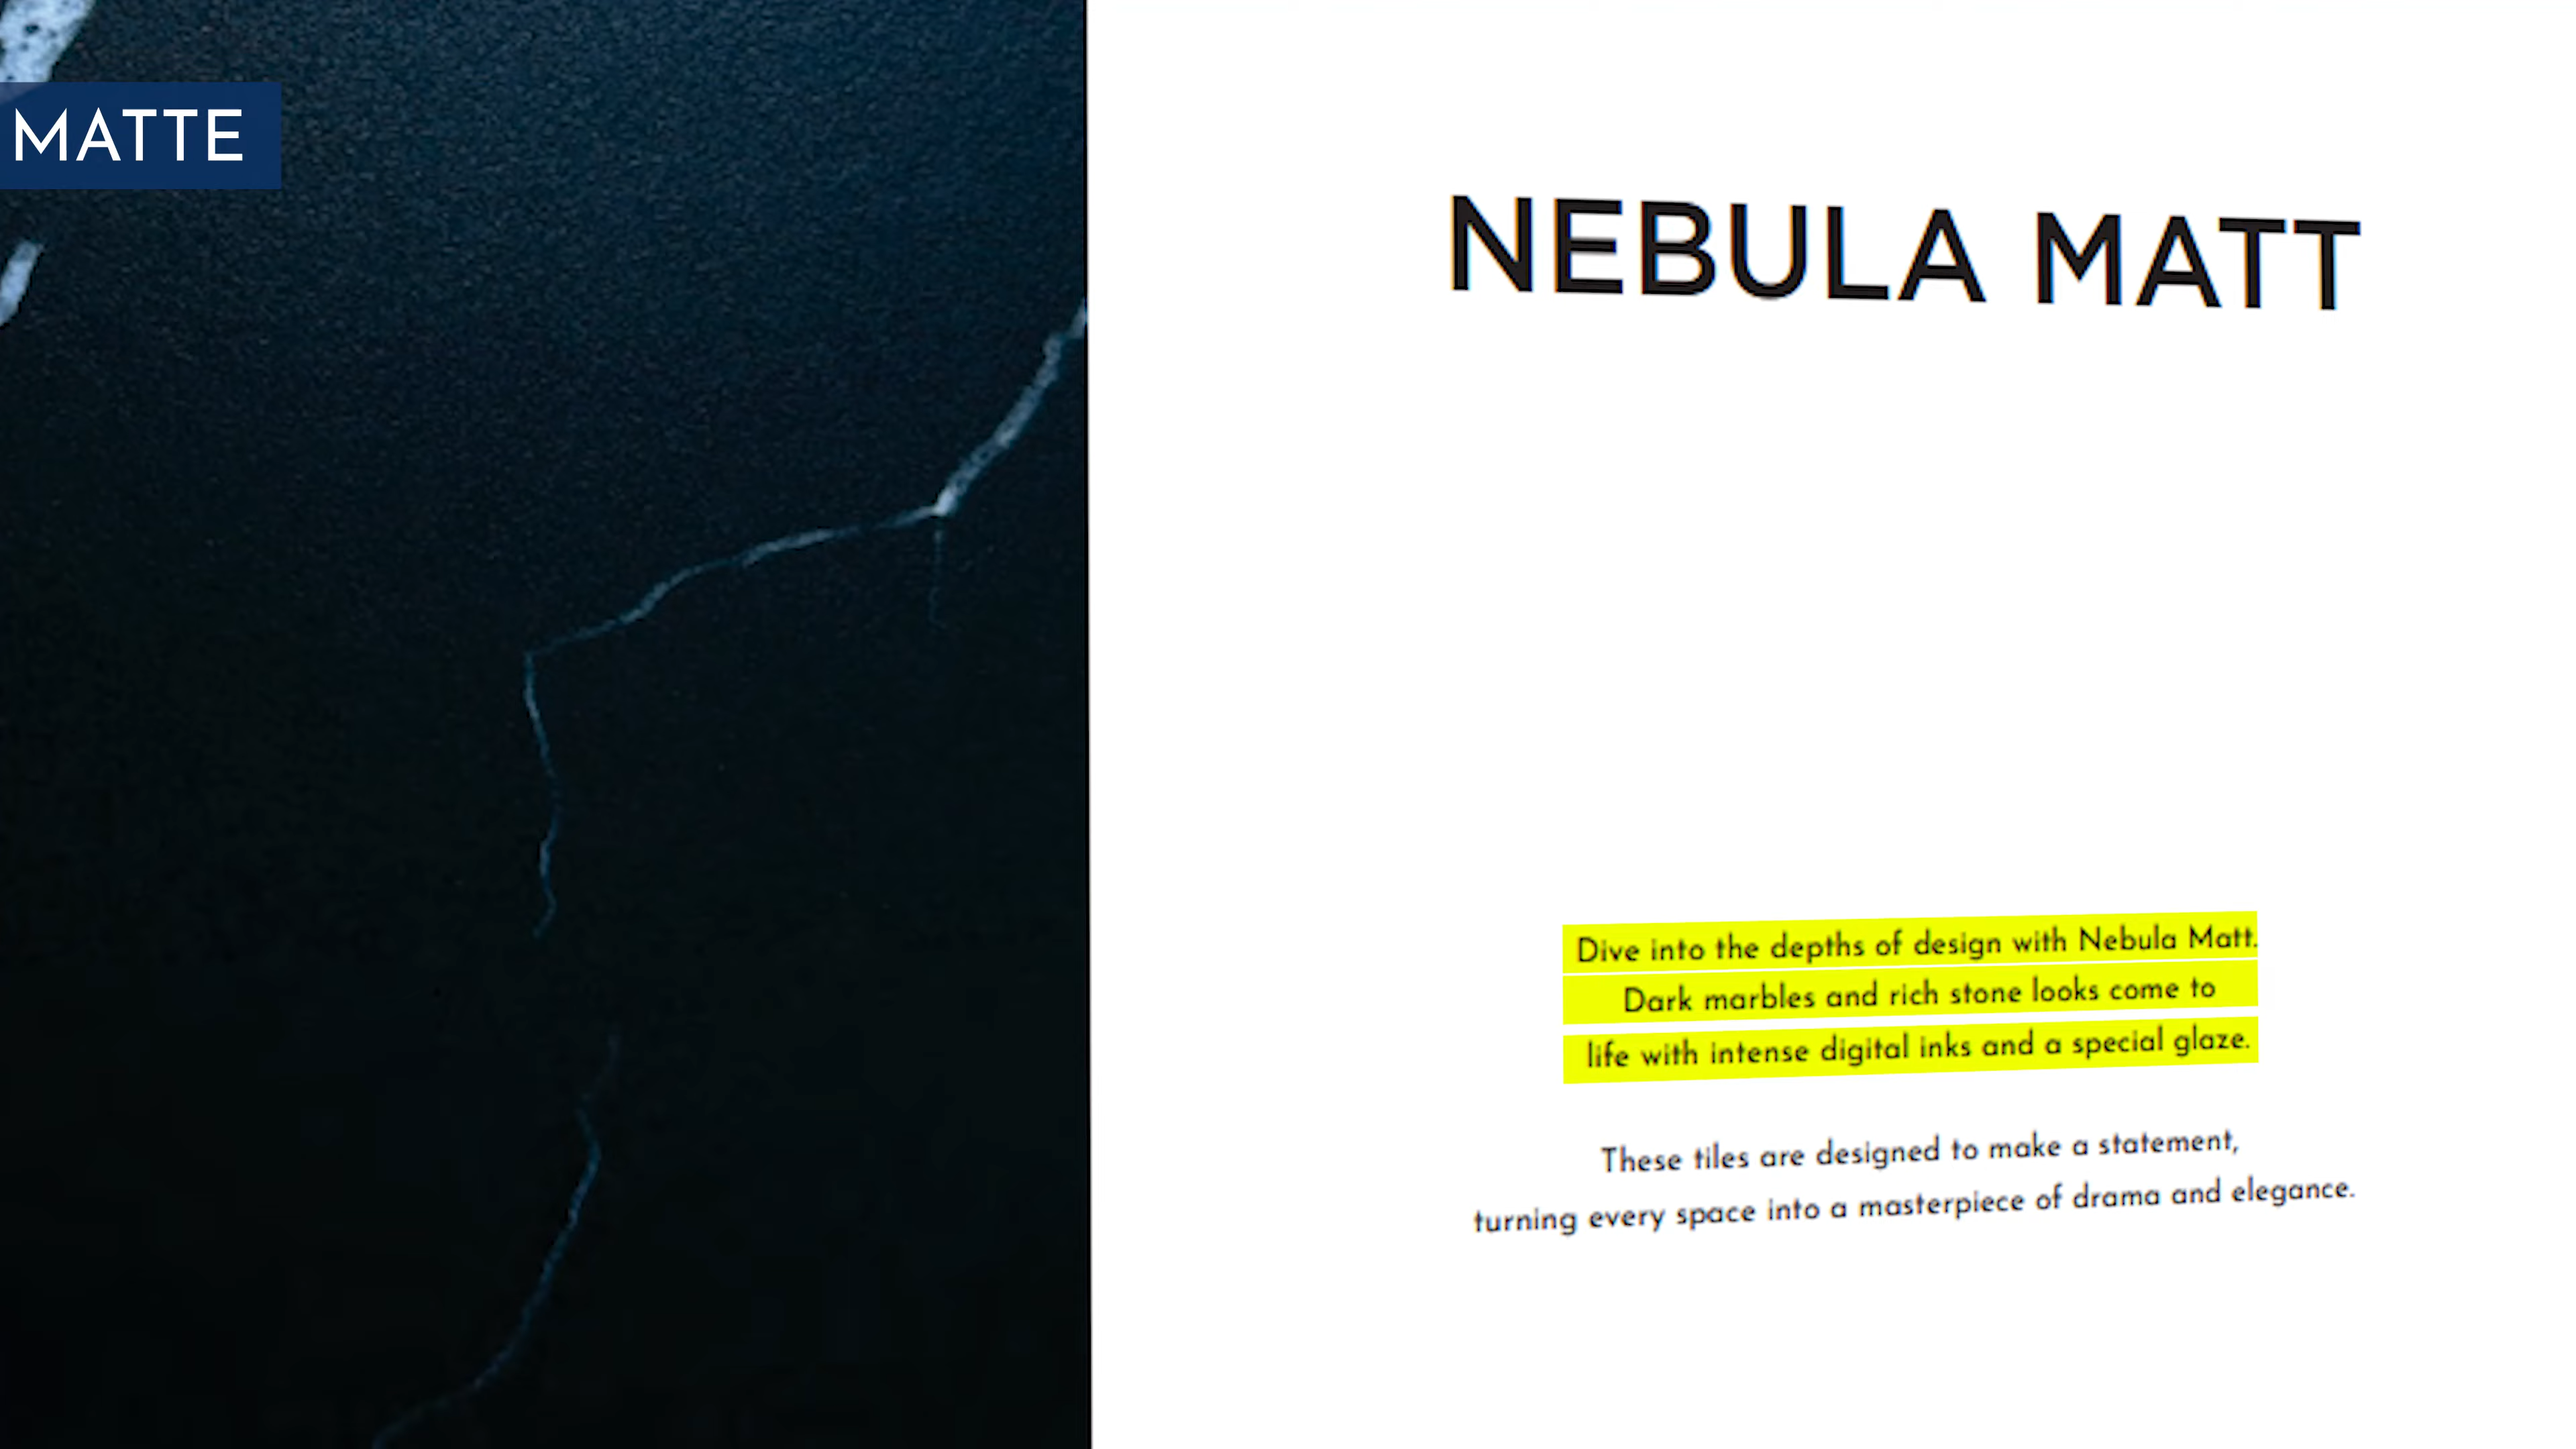 MATTE
NEBULA MATT
Dive into the depths of design with Nebula Matt.
Dark marbles and rich stone looks come to
life with intense digital inks and a special glaze.
These tiles are designed to make a statement,
turning every space into a masterpiece of drama and elegance.